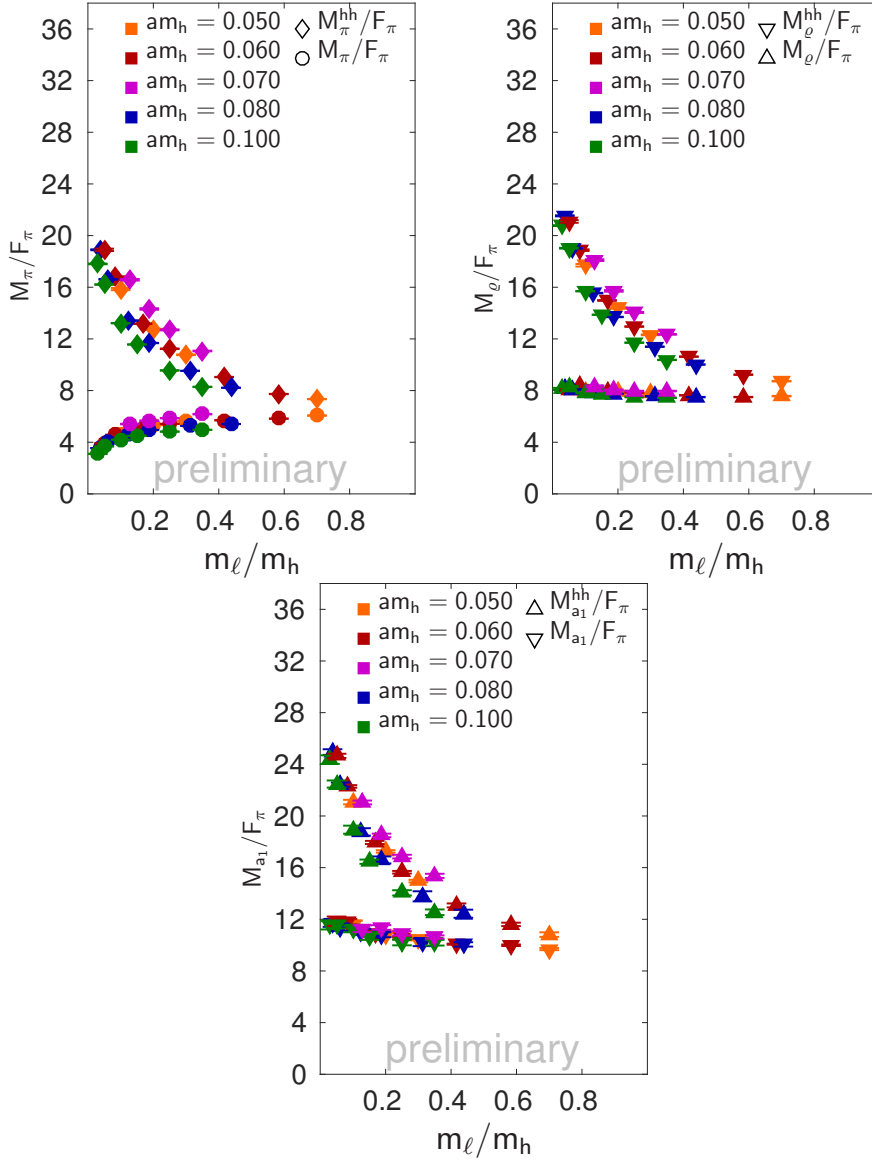 am_h = 0.050 M_π^hh/F_π
am_h = 0.060 M_π/F_π
am_h = 0.070
am_h = 0.080
am_h = 0.100
36
32
28
24
20
16
12
8
4
0
M_π/F_π
preliminary
0.2 0.4 0.6 0.8
m_ℓ/m_h
am_h = 0.050 M_ϱ^hh/F_π
am_h = 0.060 M_ϱ/F_π
am_h = 0.070
am_h = 0.080
am_h = 0.100
36
32
28
24
20
16
12
8
4
0
M_ϱ/F_π
preliminary
0.2 0.4 0.6 0.8
m_ℓ/m_h
am_h = 0.050 M_a₁^hh/F_π
am_h = 0.060 M_a₁/F_π
am_h = 0.070
am_h = 0.080
am_h = 0.100
36
32
28
24
20
16
12
8
4
0
M_a₁/F_π
preliminary
0.2 0.4 0.6 0.8
m_ℓ/m_h